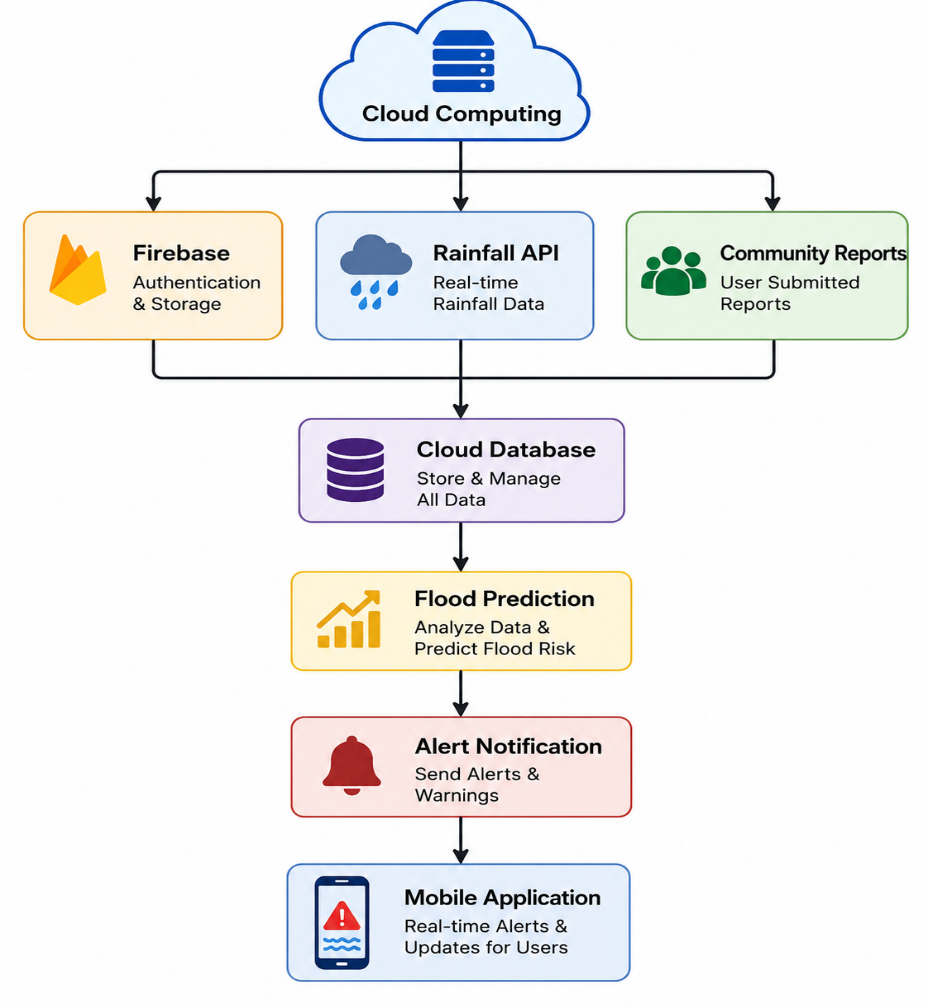 Cloud Computing
Firebase
Authentication
& Storage
Rainfall API
Real-time
Rainfall Data
Community Reports
User Submitted
Reports
Cloud Database
Store & Manage
All Data
Flood Prediction
Analyze Data &
Predict Flood Risk
Alert Notification
Send Alerts &
Warnings
Mobile Application
Real-time Alerts &
Updates for Users